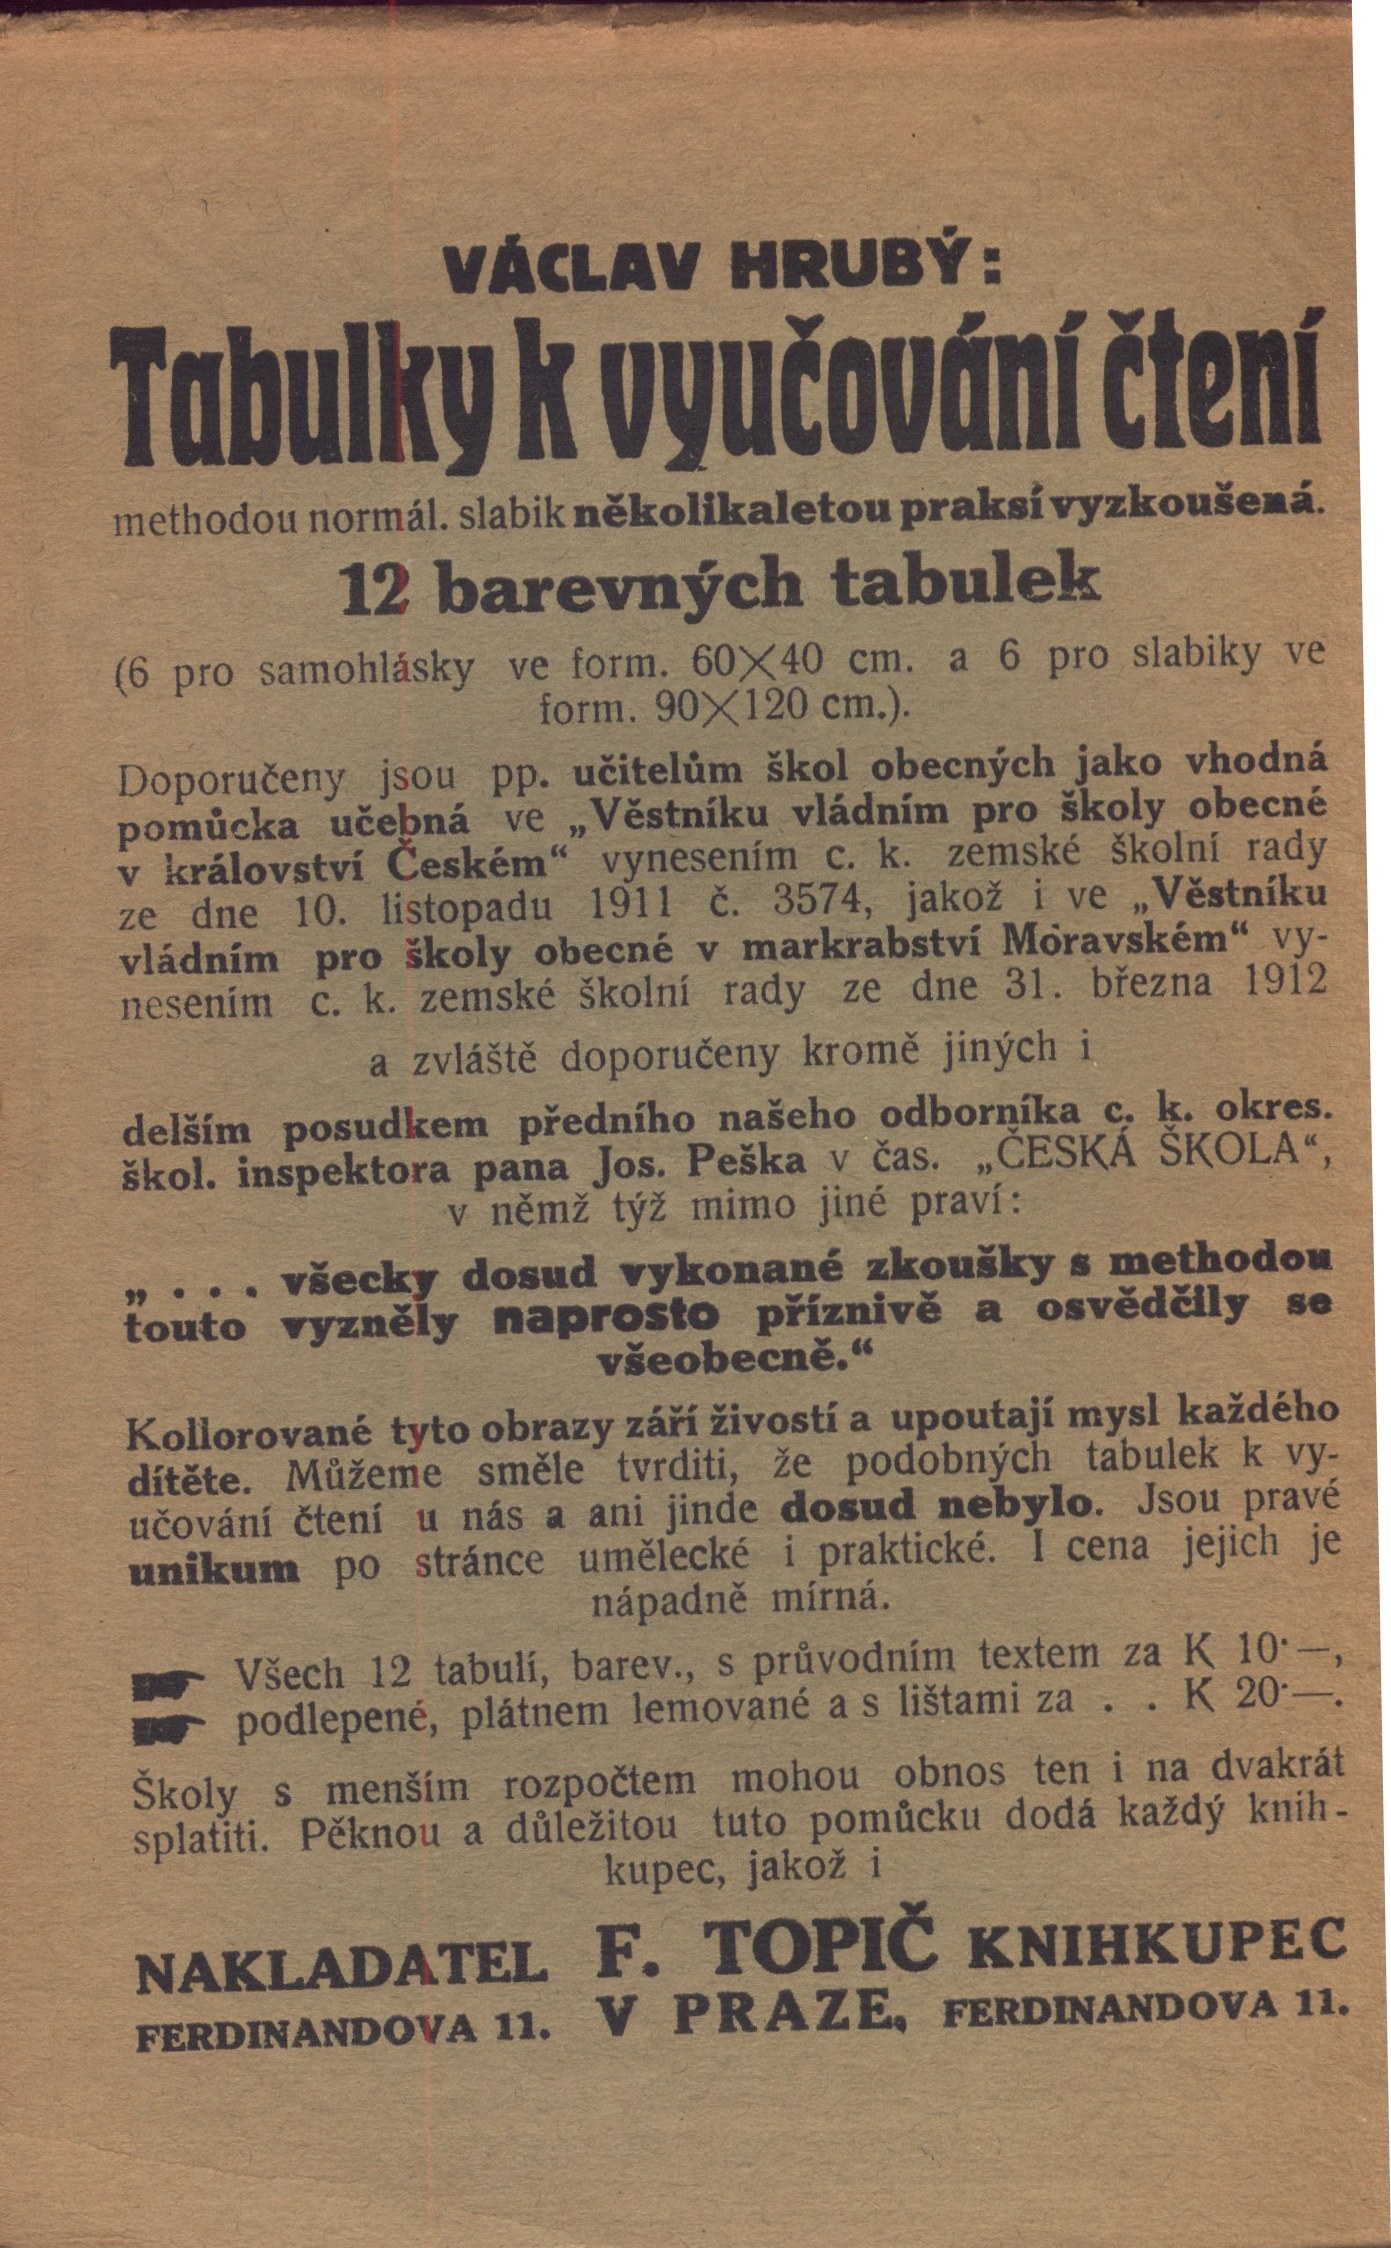 VÁCLAV HRUBÝ:
Tabulky k vyučování čtení
methodou normál. slabik několikaletou praksí vyzkoušená.
12 barevných tabulek
(6 pro samohlásky ve form. 60×40 cm. a 6 pro slabiky ve
form. 90×120 cm.).
Doporučeny jsou pp. učitelům škol obecných jako vhodná
pomůcka učebná ve „Věstníku vládním pro školy obecné
v království Českém“ vynesením c. k. zemské školní rady
ze dne 10. listopadu 1911 č. 3574, jakož i ve „Věstníku
vládním pro školy obecné v markrabství Moravském“ vy-
nesením c. k. zemské školní rady ze dne 31. března 1912
a zvláště doporučeny kromě jiných i
delším posudkem předního našeho odborníka c. k. okres.
škol. inspektora pana Jos. Peška v čas. „ČESKÁ ŠKOLA“,
v němž týž mimo jiné praví:
„. . . všecky dosud vykonané zkoušky s methodou
touto vyzněly naprosto příznivě a osvědčily se
všeobecně.“
Kollorované tyto obrazy září živostí a upoutají mysl každého
dítěte. Můžeme směle tvrditi, že podobných tabulek k vy-
učování čtení u nás a ani jinde dosud nebylo. Jsou pravé
unikum po stránce umělecké i praktické. I cena jejich je
nápadně mírná.
Všech 12 tabulí, barev., s průvodním textem za K 10·—,
podlepené, plátnem lemované a s lištami za . . K 20·—.
Školy s menším rozpočtem mohou obnos ten i na dvakrát
splatiti. Pěknou a důležitou tuto pomůcku dodá každý knih-
kupec, jakož i
NAKLADATEL F. TOPIČ KNIHKUPEC
FERDINANDOVA 11. V PRAZE, FERDINANDOVA 11.